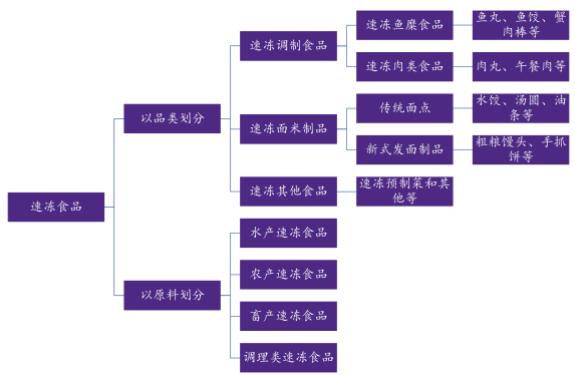 速冻食品
以品类划分
速冻调制食品
速冻鱼糜食品
鱼丸、鱼饺、蟹
肉棒等
速冻肉类食品
肉丸、午餐肉等
速冻面米制品
传统面点
水饺、汤圆、油
条等
新式发面制品
粗粮馒头、手抓
饼等
速冻其他食品
速冻预制菜和其
他等
以原料划分
水产速冻食品
农产速冻食品
畜产速冻食品
调理类速冻食品